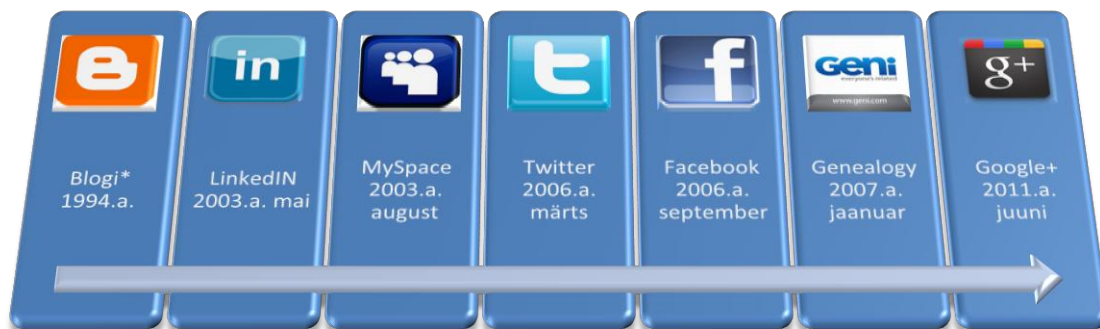 in
t
f
Geni
everyone's related
www.geni.com
g+
Blogi*
1994.a.
LinkedIN
2003.a. mai
MySpace
2003.a.
august
Twitter
2006.a.
märts
Facebook
2006.a.
september
Genealogy
2007.a.
jaanuar
Google+
2011.a.
juuni